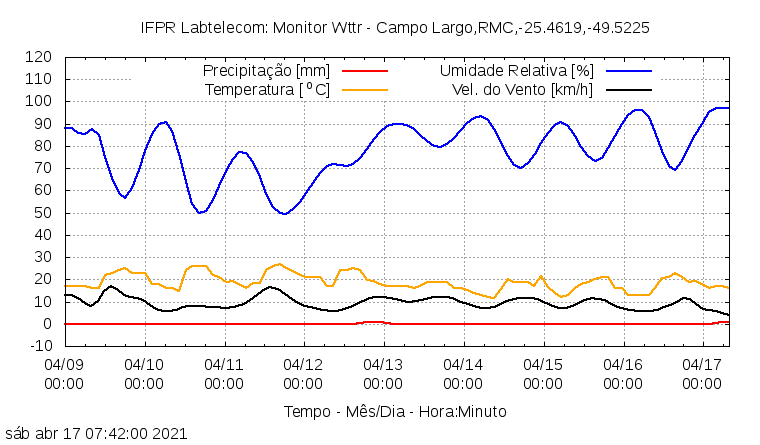 IFPR Labtelecom: Monitor Wttr - Campo Largo,RMC,-25.4619,-49.5225
Precipitação [mm]
Umidade Relativa [%]
Temperatura [⁰C]
Vel. do Vento [km/h]
120
110
100
90
80
70
60
50
40
30
20
10
0
-10
04/09 04/10 04/11 04/12 04/13 04/14 04/15 04/16 04/17
00:00 00:00 00:00 00:00 00:00 00:00 00:00 00:00 00:00
Tempo - Mês/Dia - Hora:Minuto
sáb abr 17 07:42:00 2021